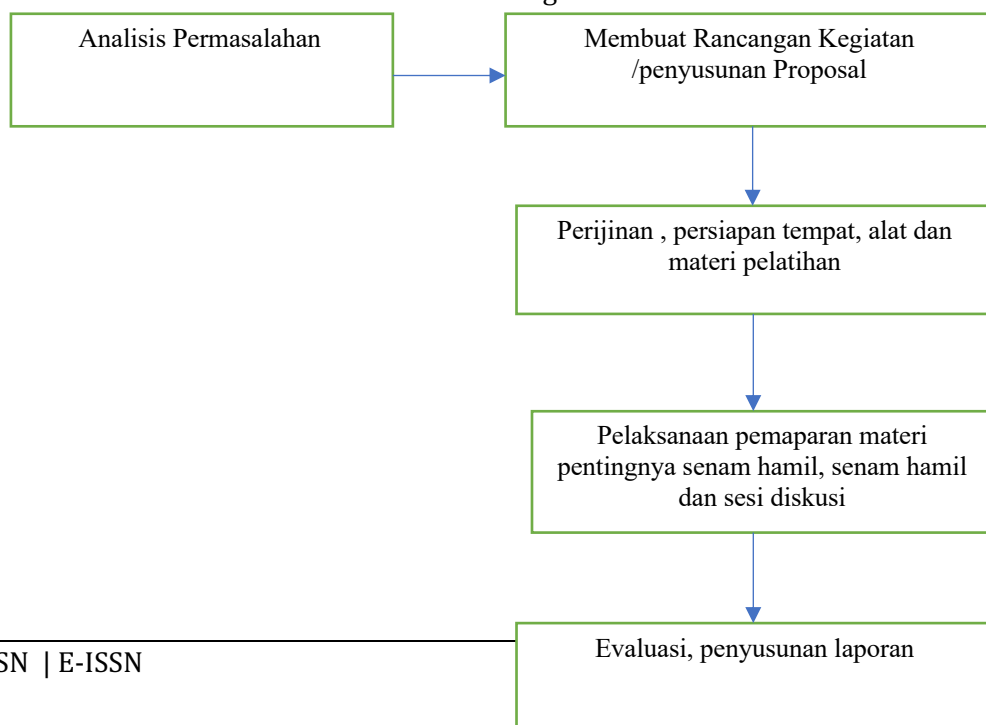 Analisis Permasalahan
Membuat Rancangan Kegiatan
/penyusunan Proposal
Perijinan , persiapan tempat, alat dan
materi pelatihan
Pelaksanaan pemaparan materi
pentingnya senam hamil, senam hamil
dan sesi diskusi
Evaluasi, penyusunan laporan
SN | E-ISSN